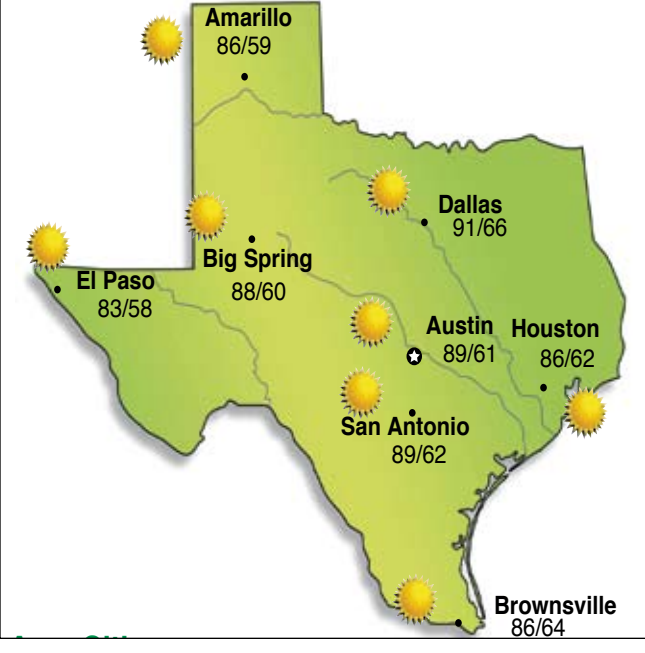 Amarillo
86/59
Dallas
91/66
Big Spring
88/60
El Paso
83/58
Austin
89/61
Houston
86/62
San Antonio
89/62
Brownsville
86/64